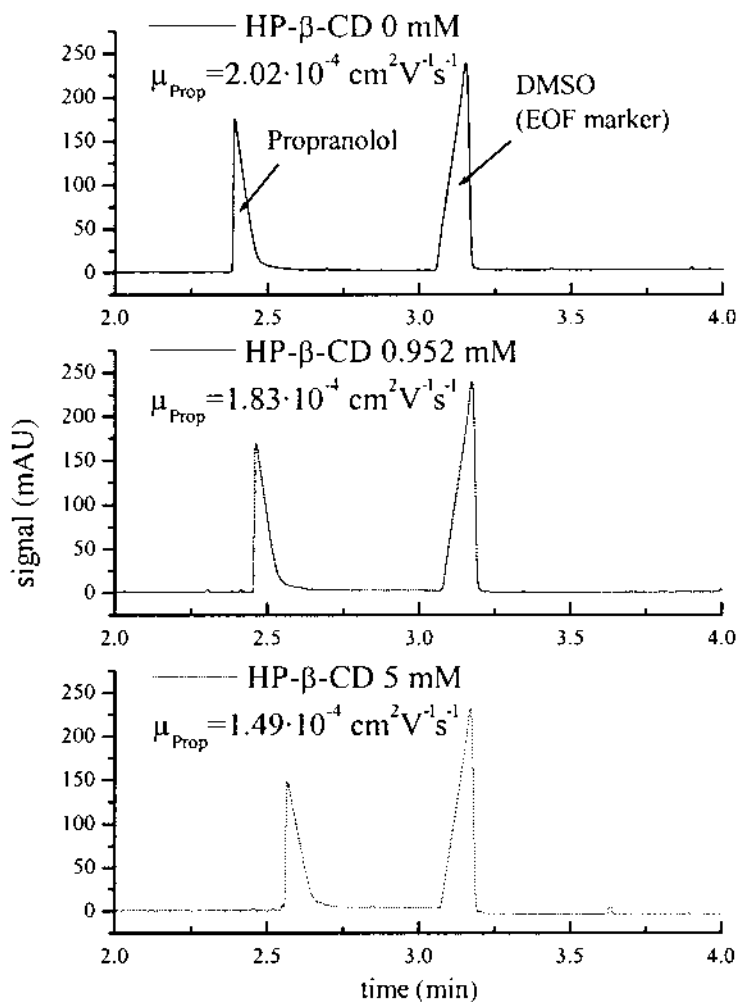 HP-β-CD 0 mM
μProp=2.02·10⁻⁴ cm²V⁻¹s⁻¹
DMSO
(EOF marker)
Propranolol
250
200
150
100
50
0
2.0 2.5 3.0 3.5 4.0
HP-β-CD 0.952 mM
μProp=1.83·10⁻⁴ cm²V⁻¹s⁻¹
250
200
150
100
50
0
2.0 2.5 3.0 3.5 4.0
signal (mAU)
HP-β-CD 5 mM
μProp=1.49·10⁻⁴ cm²V⁻¹s⁻¹
250
200
150
100
50
0
2.0 2.5 3.0 3.5 4.0
time (min)